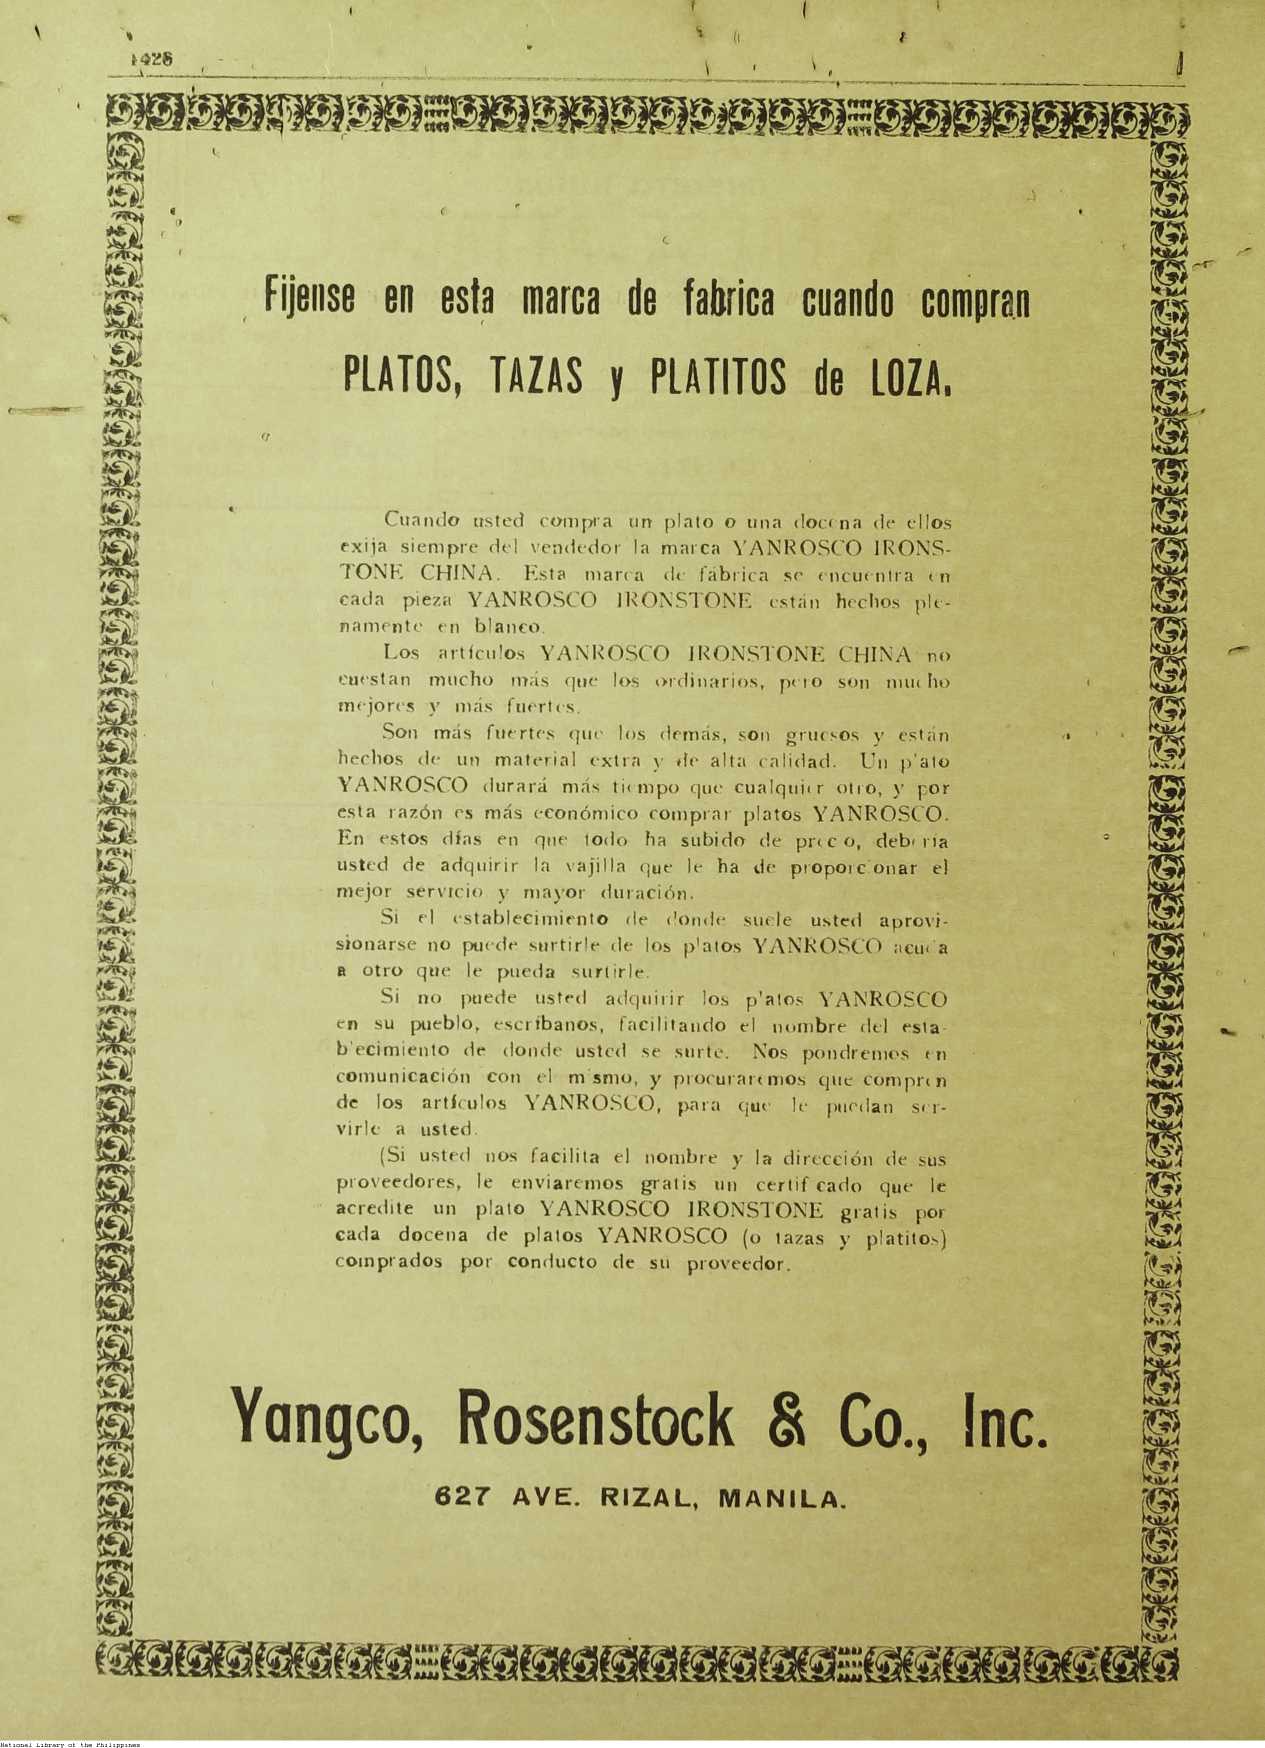 1428
Fijense en esta marca de fabrica cuando compran
PLATOS, TAZAS y PLATITOS de LOZA.
Cuando usted compra un plato o una docena de ellos
exija siempre del vendedor la marca YANROSCO IRONS-
TONE CHINA. Esta marca de fábrica se encuentra en
cada pieza YANROSCO IRONSTONE están hechos ple-
namente en blanco.
Los artículos YANROSCO IRONSTONE CHINA no
cuestan mucho más que los ordinarios, pero son mucho
mejores y más fuertes.
Son más fuertes que los demás, son gruesos y están
hechos de un material extra y de alta calidad. Un p'ato
YANROSCO durará más tiempo que cualquier otro, y por
esta razón es más económico comprar platos YANROSCO.
En estos días en que todo ha subido de precio, debería
usted de adquirir la vajilla que le ha de proporcionar el
mejor servicio y mayor duración.
Si el establecimiento de donde suele usted aprovi-
sionarse no puede surtirle de los p'atos YANROSCO acuda
a otro que le pueda surtirle.
Si no puede usted adquirir los p'atos YANROSCO
en su pueblo, escríbanos, facilitando el nombre del esta-
b'ecimiento de donde usted se surte. Nos pondremos en
comunicación con el mismo, y procuraremos que compren
de los artículos YANROSCO, para que le puedan ser-
virle a usted.
(Si usted nos facilita el nombre y la dirección de sus
proveedores, le enviaremos gratis un certificado que le
acredite un plato YANROSCO IRONSTONE gratis por
cada docena de platos YANROSCO (o tazas y platitos)
comprados por conducto de su proveedor.
Yangco, Rosenstock & Co., Inc.
627 AVE. RIZAL, MANILA.
National Library of the Philippines